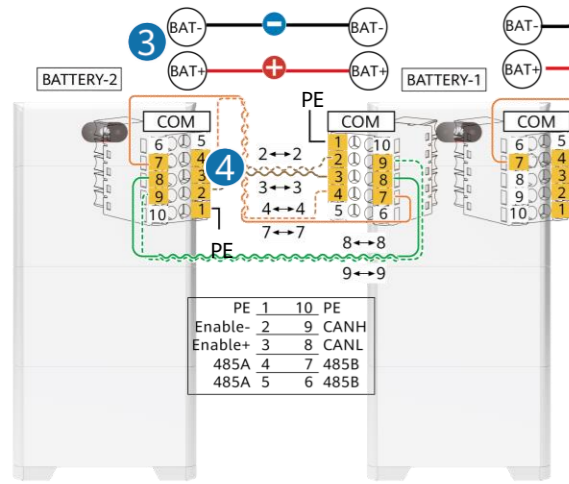 3 BAT- BAT- BAT-
BAT+ BAT+ BAT+
BATTERY-2 BATTERY-1
PE
COM COM COM
6 5 1 10 6 5
7 4 4 2↔2 2 9 7 4
8 3 3↔3 3 8 8 3
9 2 4↔4 4 7 9 2
10 1 7↔7 5 6 10 1
PE 8↔8
9↔9
PE 1 10 PE
Enable- 2 9 CANH
Enable+ 3 8 CANL
485A 4 7 485B
485A 5 6 485B